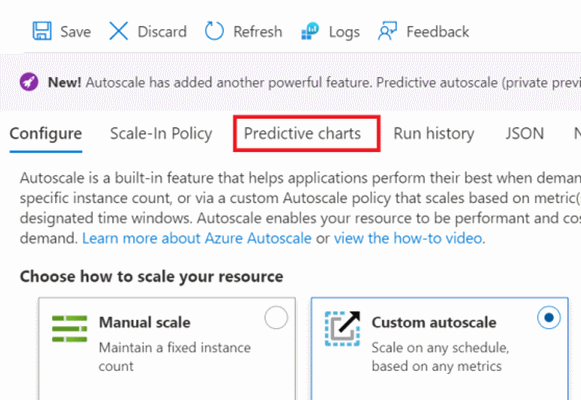 Save Discard Refresh Logs Feedback
New! Autoscale has added another powerful feature. Predictive autoscale (private
Configure Scale-In Policy Predictive charts Run history JSON
Autoscale is a built-in feature that helps applications perform their best when
specific instance count, or via a custom Autoscale policy that scales based on
designated time windows. Autoscale enables your resource to be performant and
demand. Learn more about Azure Autoscale or view the how-to video.
Choose how to scale your resource
Manual scale
Maintain a fixed instance
count
Custom autoscale
Scale on any schedule,
based on any metrics